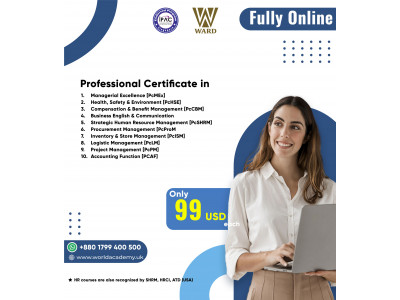 IPAC
WARD
Fully Online
Professional Certificate in
1. Managerial Excellence [PcMEx]
2. Health, Safety & Environment [PcHSE]
3. Compensation & Benefit Management [PcCBM]
4. Business English & Communication
5. Strategic Human Resource Management [PcSHRM]
6. Procurement Management [PcProM
7. Inventory & Store Management [PcISM]
8. Logistic Management [PcLM]
9. Project Management [PcPM]
10. Accounting Function [PCAF]
Only
99 USD
+880 1799 400 500
www.worldacademy.uk
★ HR courses are also recognised by SHRM, HRCI, ATD (USA)